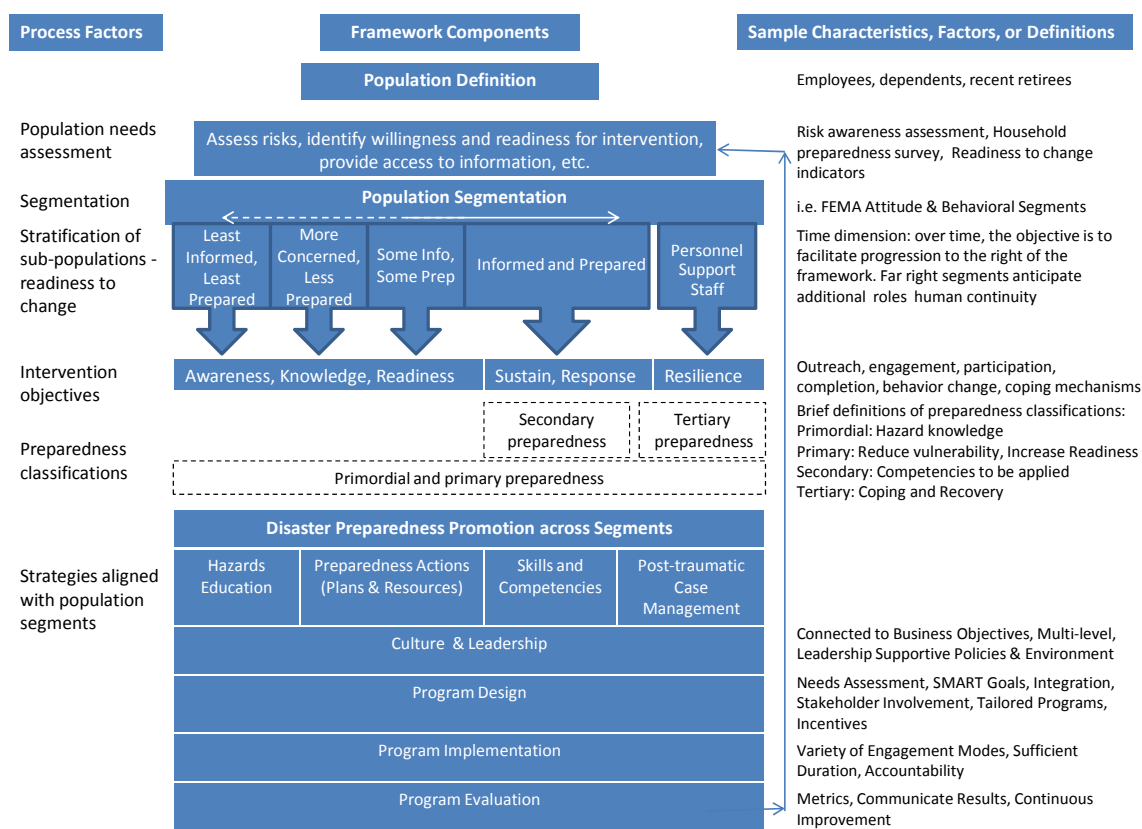 Process Factors
Framework Components
Sample Characteristics, Factors, or Definitions
Population Definition
Employees, dependents, recent retirees
Population needs
assessment
Assess risks, identify willingness and readiness for intervention,
provide access to information, etc.
Risk awareness assessment, Household
preparedness survey, Readiness to change
indicators
Segmentation
Population Segmentation
i.e. FEMA Attitude & Behavioral Segments
Stratification of
sub-populations -
readiness to
change
Least
Informed,
Least
Prepared
More
Concerned,
Less
Prepared
Some Info,
Some Prep
Informed and Prepared
Personnel
Support
Staff
Time dimension: over time, the objective is to
facilitate progression to the right of the
framework. Far right segments anticipate
additional roles human continuity
Intervention
objectives
Awareness, Knowledge, Readiness
Sustain, Response
Resilience
Outreach, engagement, participation,
completion, behavior change, coping mechanisms
Preparedness
classifications
Secondary
preparedness
Tertiary
preparedness
Primordial and primary preparedness
Brief definitions of preparedness classifications:
Primordial: Hazard knowledge
Primary: Reduce vulnerability, Increase Readiness
Secondary: Competencies to be applied
Tertiary: Coping and Recovery
Strategies aligned
with population
segments
Disaster Preparedness Promotion across Segments
Hazards
Education
Preparedness Actions
(Plans & Resources)
Skills and
Competencies
Post-traumatic
Case
Management
Culture & Leadership
Connected to Business Objectives, Multi-level,
Leadership Supportive Policies & Environment
Program Design
Needs Assessment, SMART Goals, Integration,
Stakeholder Involvement, Tailored Programs,
Incentives
Program Implementation
Variety of Engagement Modes, Sufficient
Duration, Accountability
Program Evaluation
Metrics, Communicate Results, Continuous
Improvement